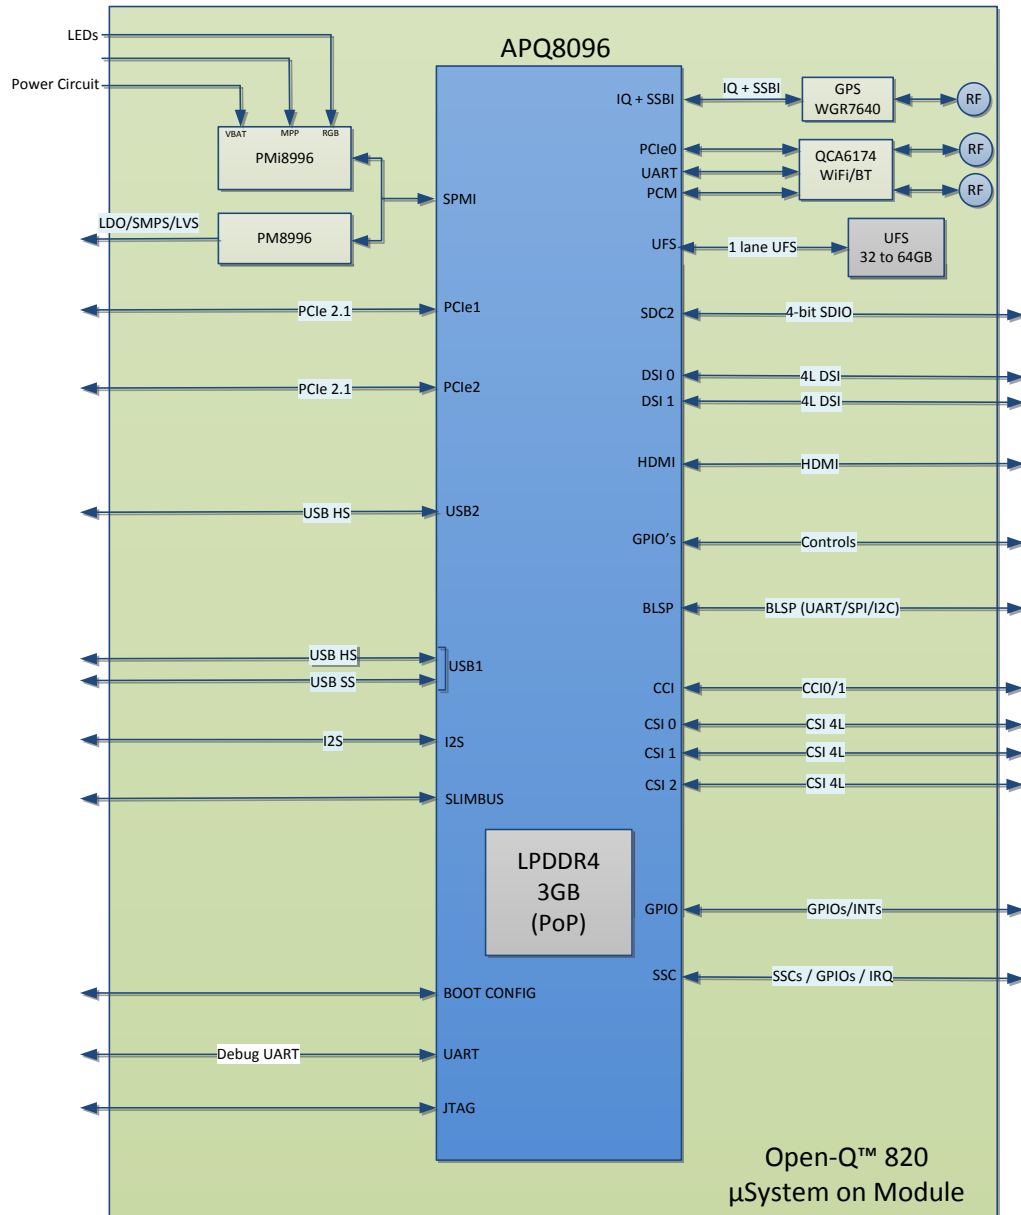 LEDs
Power Circuit
VBAT
MPP
RGB
PMi8996
LDO/SMPS/LVS
PM8996
APQ8096
SPMI
PCIe 2.1
PCIe1
PCIe 2.1
PCIe2
USB HS
USB2
USB HS
USB SS
USB1
I2S
I2S
SLIMBUS
LPDDR4
3GB
(PoP)
BOOT CONFIG
Debug UART
UART
JTAG
IQ + SSBI
IQ + SSBI
GPS
WGR7640
RF
PCIe0
UART
PCM
QCA6174
WiFi/BT
RF
RF
UFS
1 lane UFS
UFS
32 to 64GB
SDC2
4-bit SDIO
DSI 0
4L DSI
DSI 1
4L DSI
HDMI
HDMI
GPIO’s
Controls
BLSP
BLSP (UART/SPI/I2C)
CCI
CCI0/1
CSI 0
CSI 4L
CSI 1
CSI 4L
CSI 2
CSI 4L
GPIO
GPIOs/INTs
SSC
SSCs / GPIOs / IRQ
Open-Q™ 820
µSystem on Module